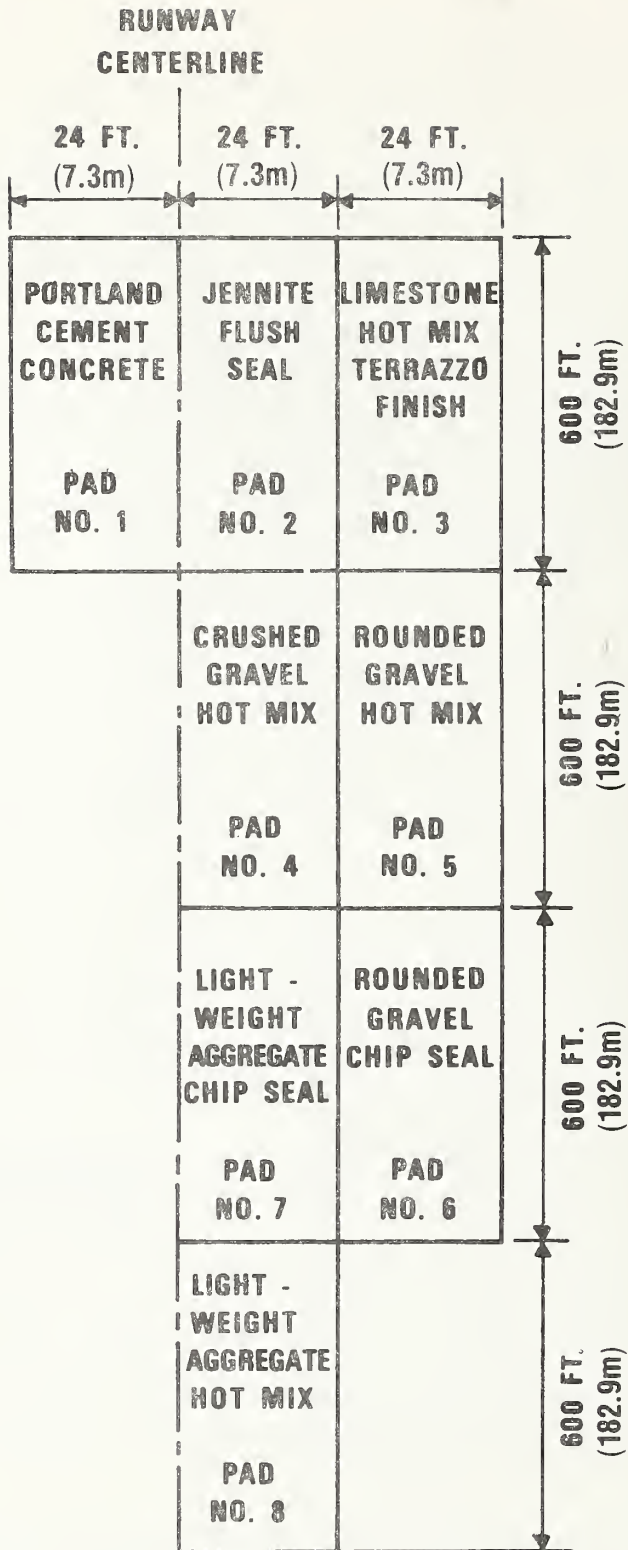 RUNWAY
CENTERLINE
24 FT.
(7.3m)
24 FT.
(7.3m)
24 FT.
(7.3m)
PORTLAND
CEMENT
CONCRETE
PAD
NO. 1
JENNITE
FLUSH
SEAL
PAD
NO. 2
LIMESTONE
HOT MIX
TERRAZZO
FINISH
PAD
NO. 3
600 FT.
(182.9m)
CRUSHED
GRAVEL
HOT MIX
PAD
NO. 4
ROUNDED
GRAVEL
HOT MIX
PAD
NO. 5
600 FT.
(182.9m)
LIGHT -
WEIGHT
AGGREGATE
CHIP SEAL
PAD
NO. 7
ROUNDED
GRAVEL
CHIP SEAL
PAD
NO. 6
600 FT.
(182.9m)
LIGHT -
WEIGHT
AGGREGATE
HOT MIX
PAD
NO. 8
600 FT.
(182.9m)